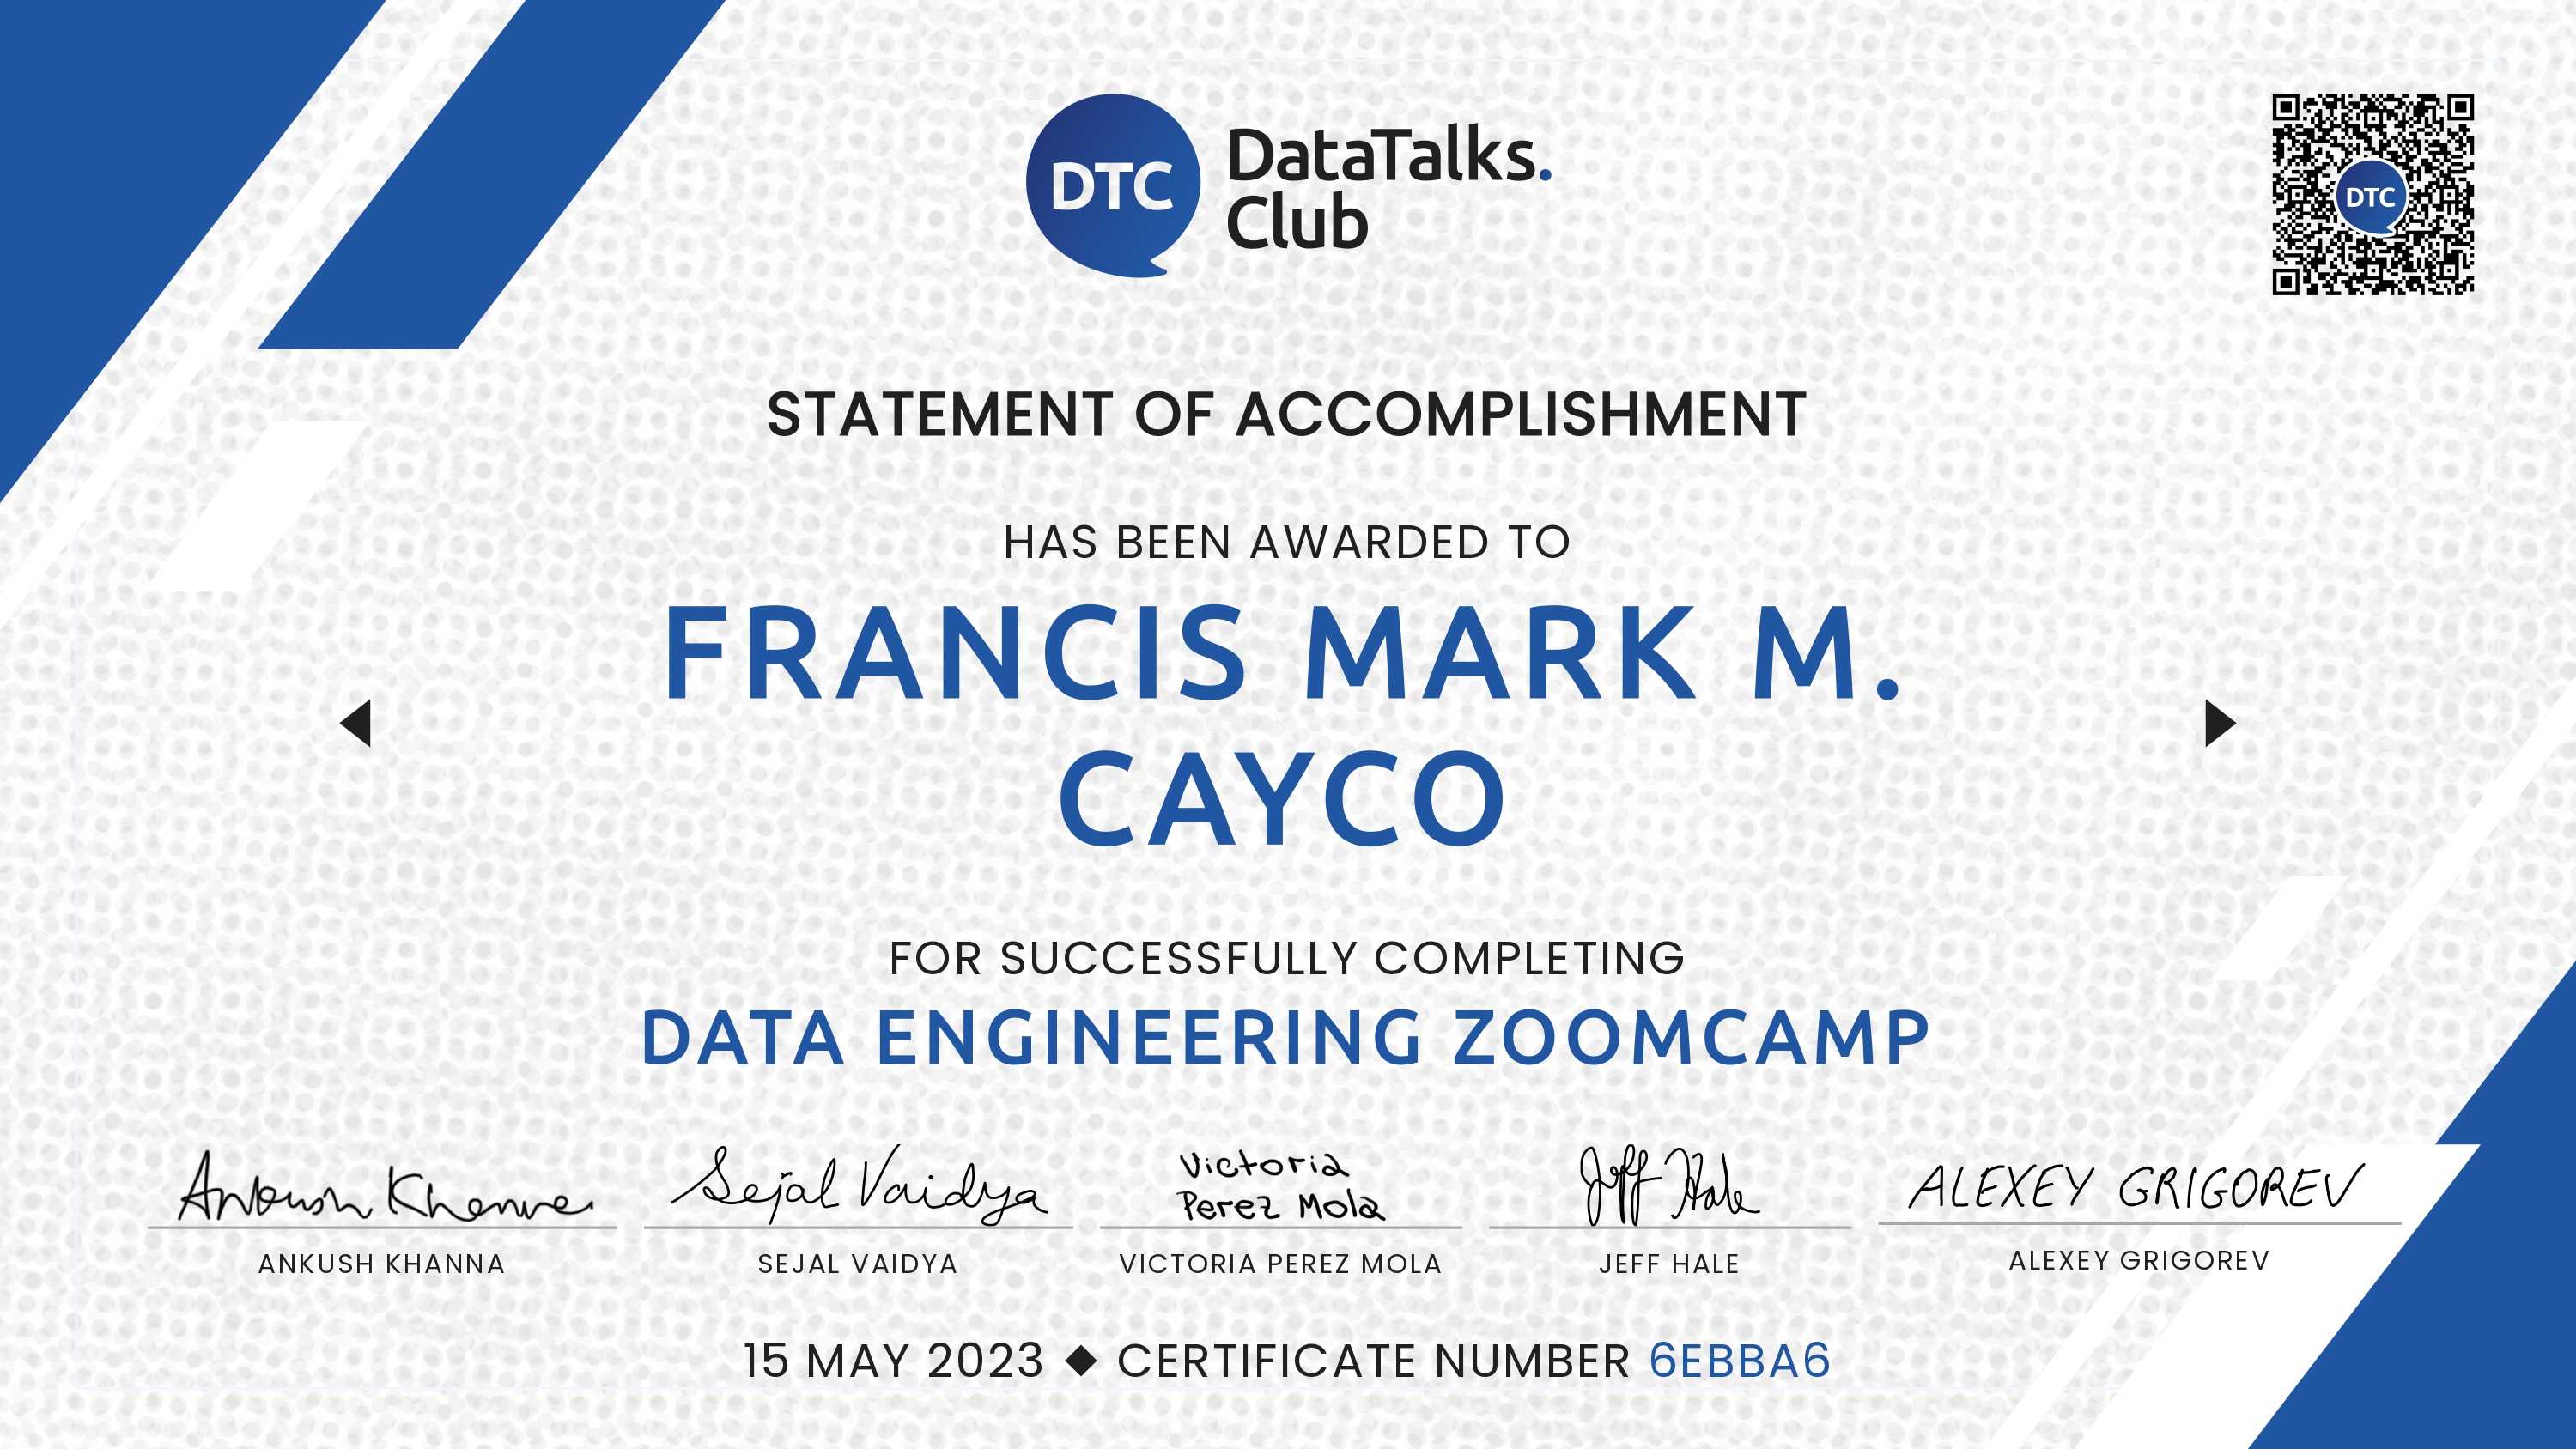 DTC
DataTalks.
Club
DTC
STATEMENT OF ACCOMPLISHMENT
HAS BEEN AWARDED TO
FRANCIS MARK M.
CAYCO
FOR SUCCESSFULLY COMPLETING
DATA ENGINEERING ZOOMCAMP
Ankush Khanna
Sejal Vaidya
Victoria
Perez Mola
Jeff Hale
ALEXEY GRIGOREV
ANKUSH KHANNA
SEJAL VAIDYA
VICTORIA PEREZ MOLA
JEFF HALE
ALEXEY GRIGOREV
15 MAY 2023 ◆ CERTIFICATE NUMBER 6EBBA6